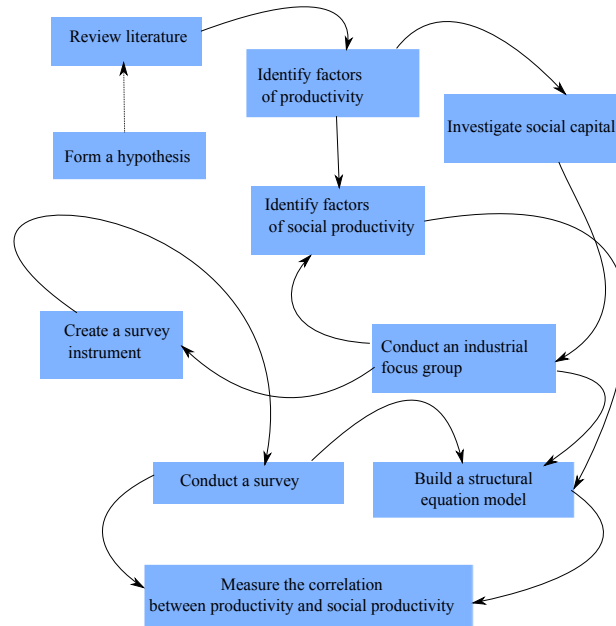 Review literature
Identify factors
of productivity
Investigate social capital
Form a hypothesis
Identify factors
of social productivity
Create a survey
instrument
Conduct an industrial
focus group
Conduct a survey
Build a structural
equation model
Measure the correlation
between productivity and social productivity